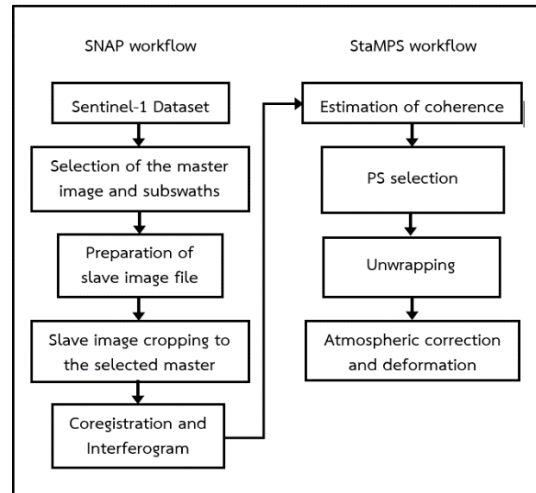 SNAP workflow
Sentinel-1 Dataset
Selection of the master
image and subswaths
Preparation of
slave image file
Slave image cropping to
the selected master
Coregistration and
Interferogram
StaMPS workflow
Estimation of coherence
PS selection
Unwrapping
Atmospheric correction
and deformation